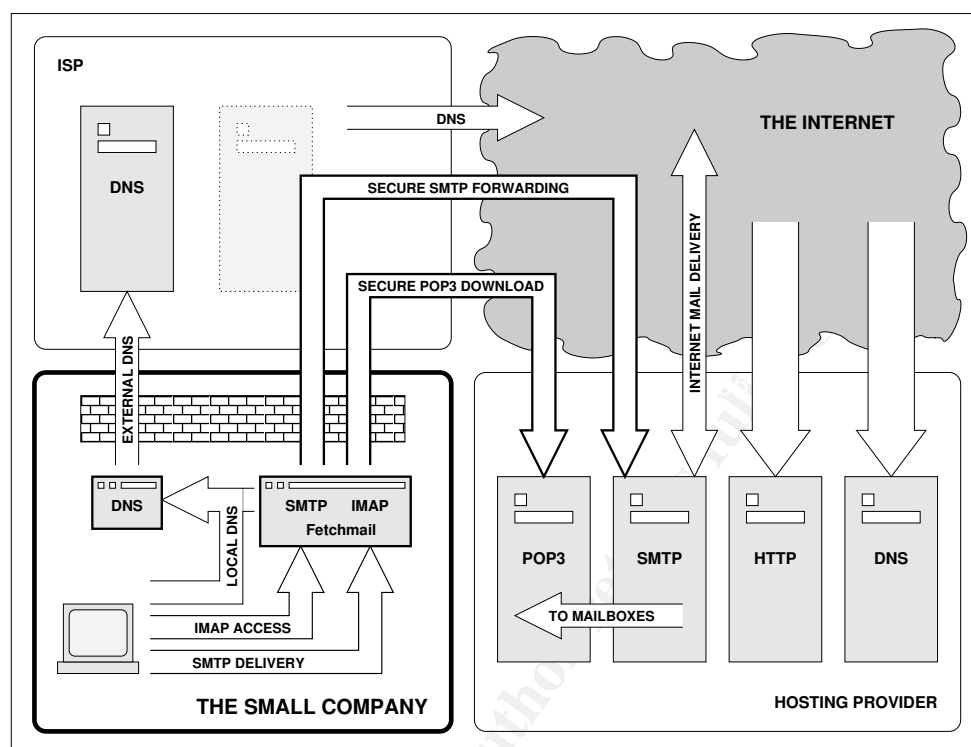 ISP
DNS
DNS
THE INTERNET
SECURE SMTP FORWARDING
SECURE POP3 DOWNLOAD
INTERNET MAIL DELIVERY
EXTERNAL DNS
DNS
SMTP IMAP
Fetchmail
LOCAL DNS
IMAP ACCESS
SMTP DELIVERY
THE SMALL COMPANY
POP3
SMTP
HTTP
DNS
TO MAILBOXES
HOSTING PROVIDER